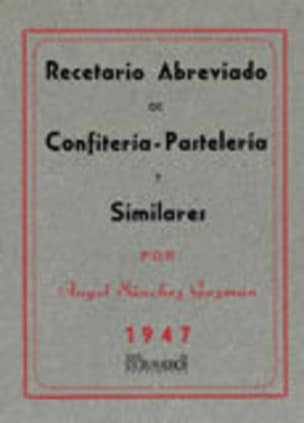 Recetario Abreviado
DE
Confitería-Pastelería
Y
Similares
POR
Angel Sánchez Guzmán
1947